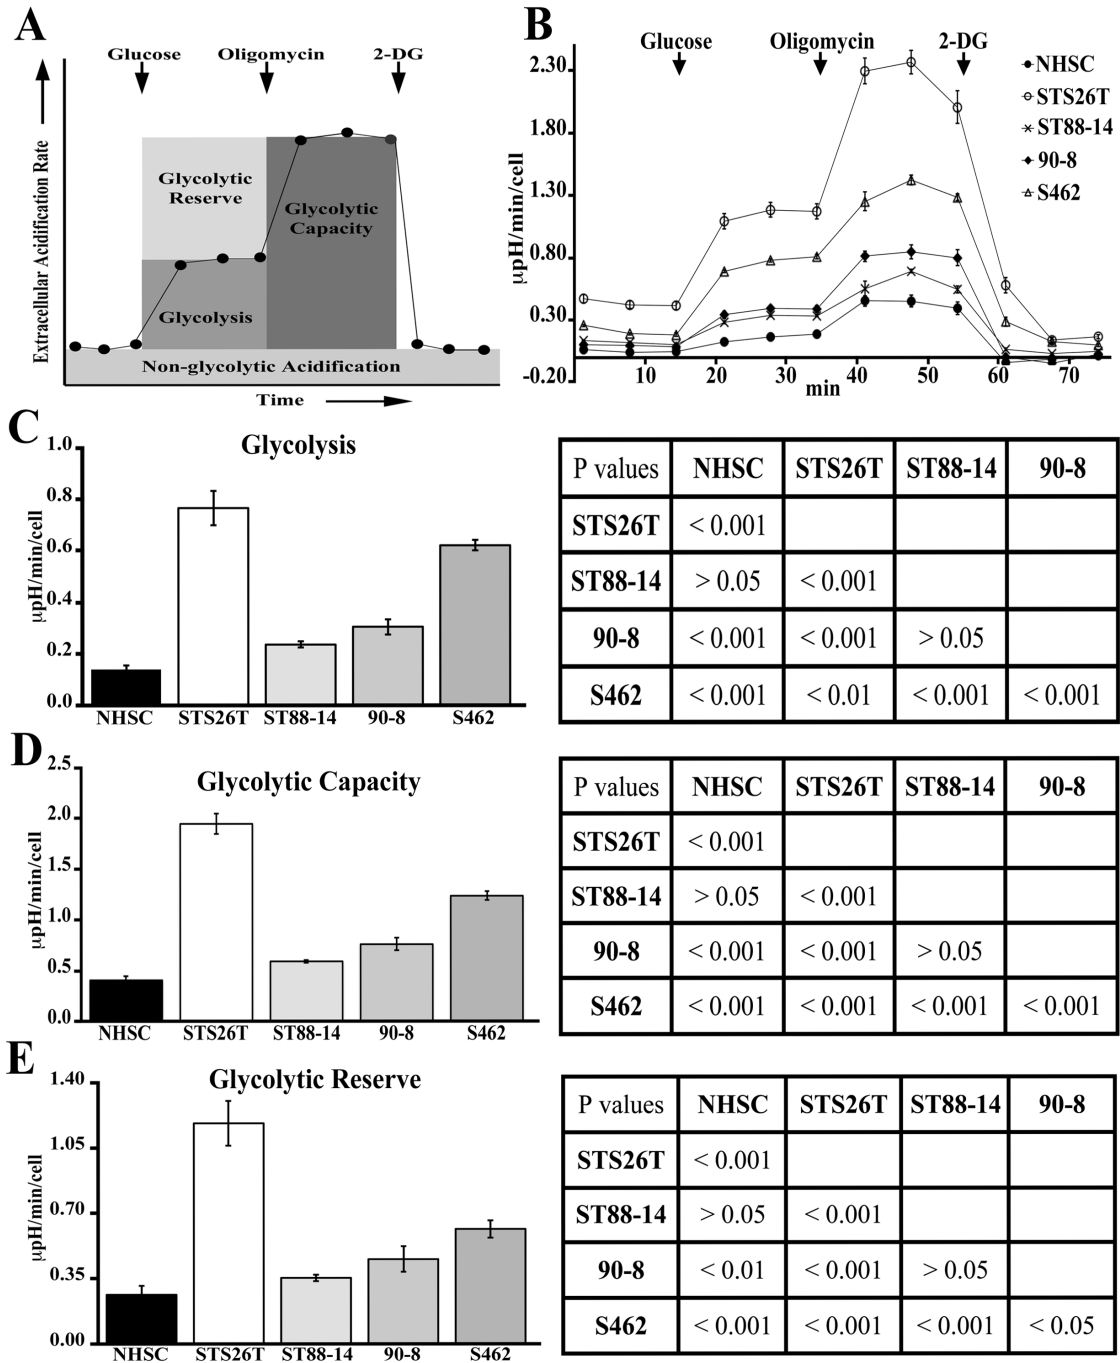 A
Glucose
Oligomycin
2-DG
Extracellular Acidification Rate
Glycolytic
Reserve
Glycolytic
Capacity
Glycolysis
Non-glycolytic Acidification
Time
B
Glucose
Oligomycin
2-DG
NHSC
STS26T
ST88-14
90-8
S462
µpH/min/cell
2.30
1.80
1.30
0.80
0.30
-0.20
10 20 30 40 50 60 70
min
C
Glycolysis
µpH/min/cell
1.0
0.8
0.6
0.4
0.2
0.0
NHSC STS26T ST88-14 90-8 S462
P values NHSC STS26T ST88-14 90-8
STS26T < 0.001
ST88-14 > 0.05 < 0.001
90-8 < 0.001 < 0.001 > 0.05
S462 < 0.001 < 0.01 < 0.001 < 0.001
D
Glycolytic Capacity
µpH/min/cell
2.5
2.0
1.5
1.0
0.5
0.0
NHSC STS26T ST88-14 90-8 S462
P values NHSC STS26T ST88-14 90-8
STS26T < 0.001
ST88-14 > 0.05 < 0.001
90-8 < 0.001 < 0.001 > 0.05
S462 < 0.001 < 0.001 < 0.001 < 0.001
E
Glycolytic Reserve
µpH/min/cell
1.40
1.05
0.70
0.35
0.00
NHSC STS26T ST88-14 90-8 S462
P values NHSC STS26T ST88-14 90-8
STS26T < 0.001
ST88-14 > 0.05 < 0.001
90-8 < 0.01 < 0.001 > 0.05
S462 < 0.001 < 0.001 < 0.001 < 0.05